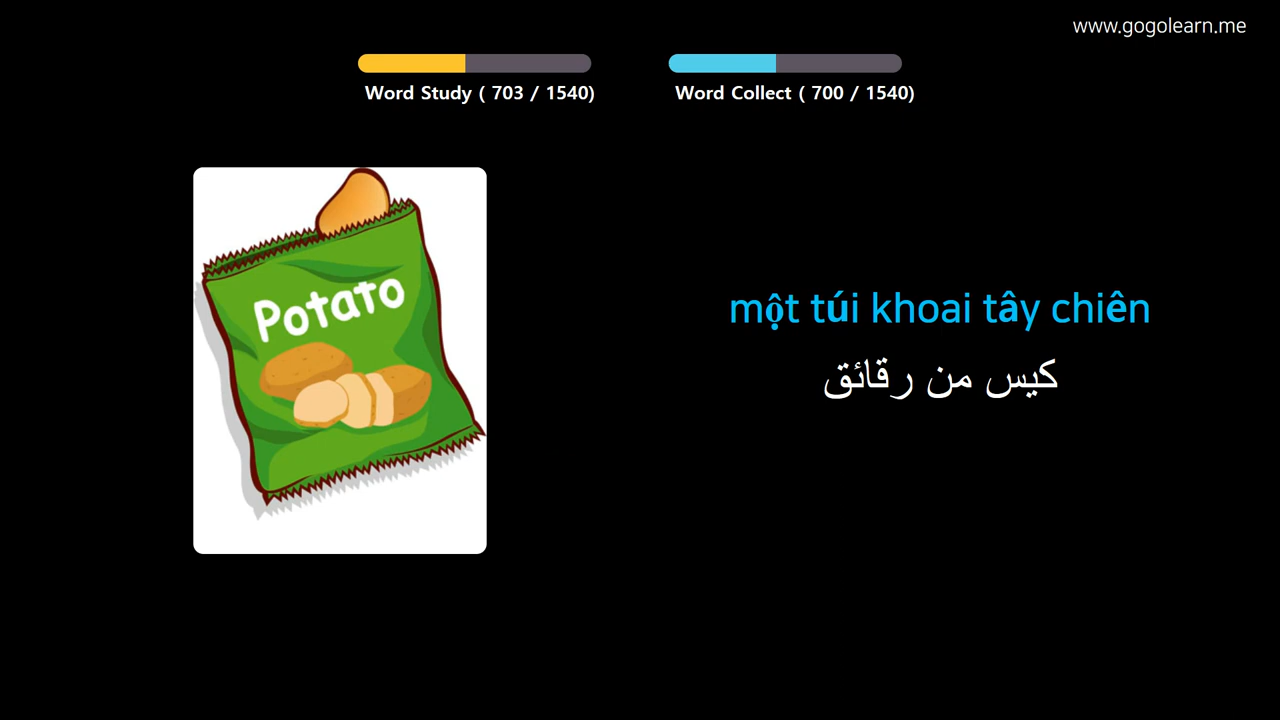 www.gogolearn.me
Word Study ( 703 / 1540)
Word Collect ( 700 / 1540)
Potato
một túi khoai tây chiên
كيس من رقائق